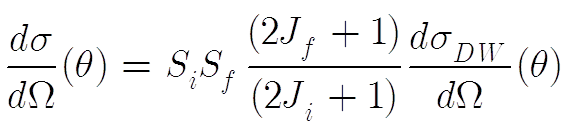 dσ/dΩ (θ) = S_i S_f (2J_f + 1)/(2J_i + 1) dσ_DW/dΩ (θ)